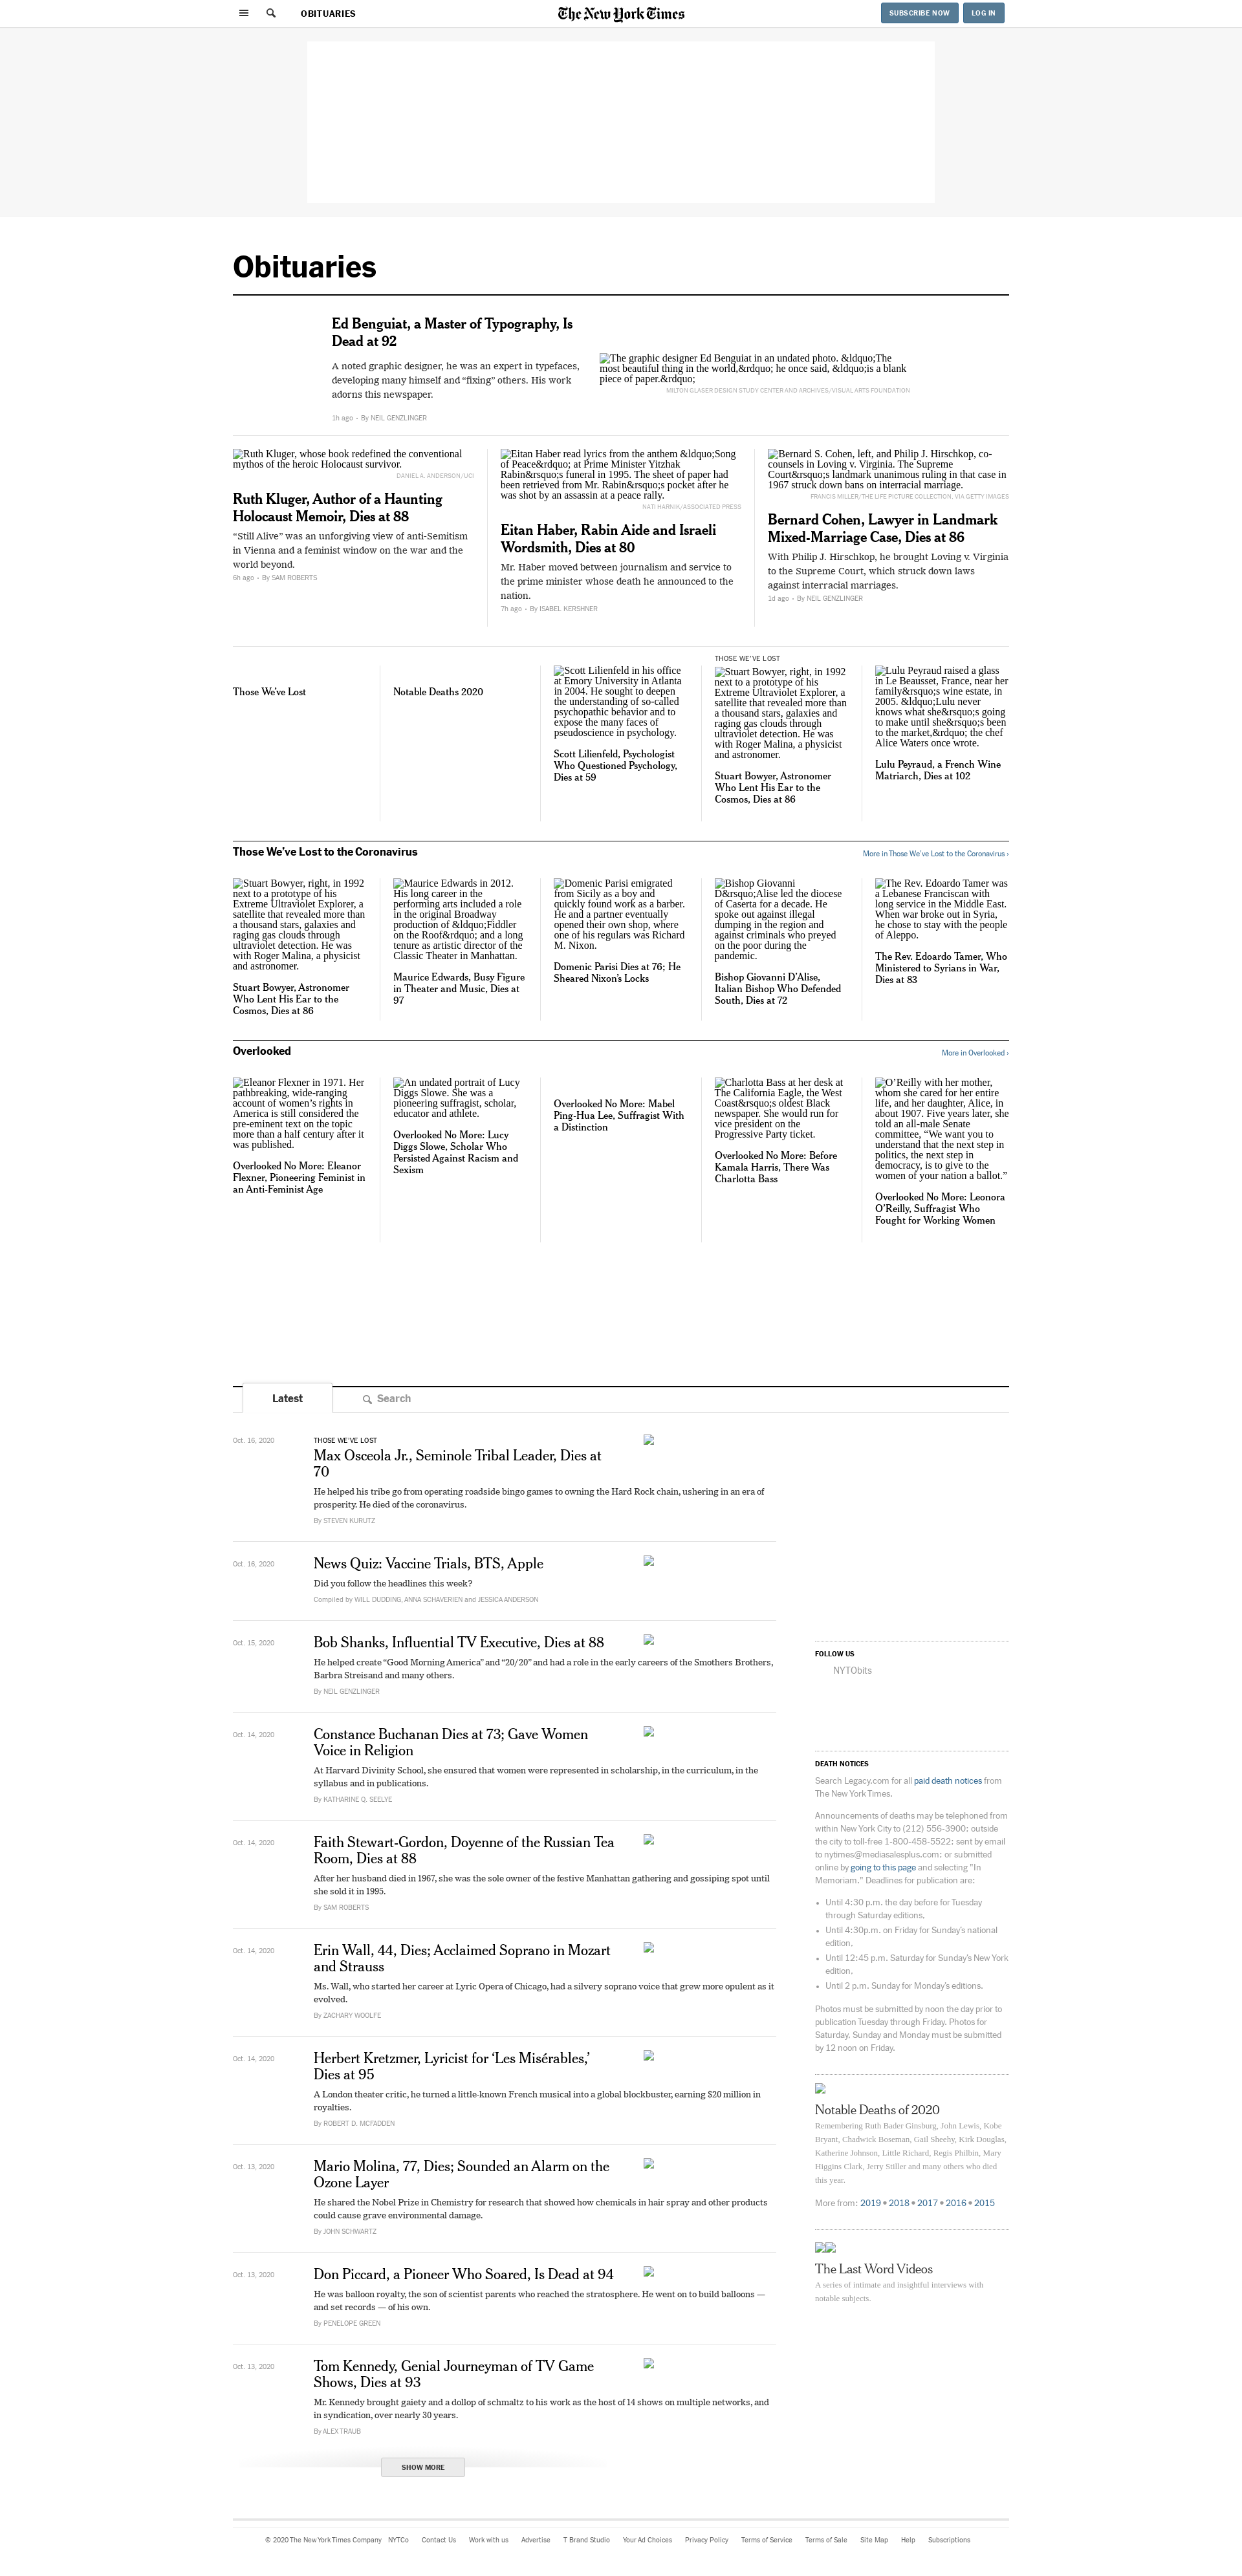 OBITUARIES
The New York Times
SUBSCRIBE NOW
LOG IN
Obituaries
Ed Benguiat, a Master of Typography, Is
Dead at 92
A noted graphic designer, he was an expert in typefaces,
developing many himself and “fixing” others. His work
adorns this newspaper.
1h ago • By NEIL GENZLINGER
The graphic designer Ed Benguiat in an undated photo. &ldquo;The
most beautiful thing in the world,&rdquo; he once said, &ldquo;is a blank
piece of paper.&rdquo;
MILTON GLASER DESIGN STUDY CENTER AND ARCHIVES/VISUAL ARTS FOUNDATION
Ruth Kluger, whose book redefined the conventional
mythos of the heroic Holocaust survivor.
DANIEL A. ANDERSON/UCI
Ruth Kluger, Author of a Haunting
Holocaust Memoir, Dies at 88
“Still Alive” was an unforgiving view of anti-Semitism
in Vienna and a feminist window on the war and the
world beyond.
6h ago • By SAM ROBERTS
Eitan Haber read lyrics from the anthem &ldquo;Song
of Peace&rdquo; at Prime Minister Yitzhak
Rabin&rsquo;s funeral in 1995. The sheet of paper had
been retrieved from Mr. Rabin&rsquo;s pocket after he
was shot by an assassin at a peace rally.
NATI HARNIK/ASSOCIATED PRESS
Eitan Haber, Rabin Aide and Israeli
Wordsmith, Dies at 80
Mr. Haber moved between journalism and service to
the prime minister whose death he announced to the
nation.
7h ago • By ISABEL KERSHNER
Bernard S. Cohen, left, and Philip J. Hirschkop, co-
counsels in Loving v. Virginia. The Supreme
Court&rsquo;s landmark unanimous ruling in that case in
1967 struck down bans on interracial marriage.
FRANCIS MILLER/THE LIFE PICTURE COLLECTION, VIA GETTY IMAGES
Bernard Cohen, Lawyer in Landmark
Mixed-Marriage Case, Dies at 86
With Philip J. Hirschkop, he brought Loving v. Virginia
to the Supreme Court, which struck down laws
against interracial marriages.
1d ago • By NEIL GENZLINGER
Those We’ve Lost
Notable Deaths 2020
Scott Lilienfeld in his office
at Emory University in Atlanta
in 2004. He sought to deepen
the understanding of so-called
psychopathic behavior and to
expose the many faces of
pseudoscience in psychology.
Scott Lilienfeld, Psychologist
Who Questioned Psychology,
Dies at 59
THOSE WE’VE LOST
Stuart Bowyer, right, in 1992
next to a prototype of his
Extreme Ultraviolet Explorer, a
satellite that revealed more than
a thousand stars, galaxies and
raging gas clouds through
ultraviolet detection. He was
with Roger Malina, a physicist
and astronomer.
Stuart Bowyer, Astronomer
Who Lent His Ear to the
Cosmos, Dies at 86
Lulu Peyraud raised a glass
in Le Beausset, France, near her
family&rsquo;s wine estate, in
2005. &ldquo;Lulu never
knows what she&rsquo;s going
to make until she&rsquo;s been
to the market,&rdquo; the chef
Alice Waters once wrote.
Lulu Peyraud, a French Wine
Matriarch, Dies at 102
Those We’ve Lost to the Coronavirus
More in Those We’ve Lost to the Coronavirus ›
Stuart Bowyer, right, in 1992
next to a prototype of his
Extreme Ultraviolet Explorer, a
satellite that revealed more than
a thousand stars, galaxies and
raging gas clouds through
ultraviolet detection. He was
with Roger Malina, a physicist
and astronomer.
Stuart Bowyer, Astronomer
Who Lent His Ear to the
Cosmos, Dies at 86
Maurice Edwards in 2012.
His long career in the
performing arts included a role
in the original Broadway
production of &ldquo;Fiddler
on the Roof&rdquo; and a long
tenure as artistic director of the
Classic Theater in Manhattan.
Maurice Edwards, Busy Figure
in Theater and Music, Dies at
97
Domenic Parisi emigrated
from Sicily as a boy and
quickly found work as a barber.
He and a partner eventually
opened their own shop, where
one of his regulars was Richard
M. Nixon.
Domenic Parisi Dies at 76; He
Sheared Nixon’s Locks
Bishop Giovanni
D&rsquo;Alise led the diocese
of Caserta for a decade. He
spoke out against illegal
dumping in the region and
against criminals who preyed
on the poor during the
pandemic.
Bishop Giovanni D’Alise,
Italian Bishop Who Defended
South, Dies at 72
The Rev. Edoardo Tamer was
a Lebanese Franciscan with
long service in the Middle East.
When war broke out in Syria,
he chose to stay with the people
of Aleppo.
The Rev. Edoardo Tamer, Who
Ministered to Syrians in War,
Dies at 83
Overlooked
More in Overlooked ›
Eleanor Flexner in 1971. Her
pathbreaking, wide-ranging
account of women’s rights in
America is still considered the
pre-eminent text on the topic
more than a half century after it
was published.
Overlooked No More: Eleanor
Flexner, Pioneering Feminist in
an Anti-Feminist Age
An undated portrait of Lucy
Diggs Slowe. She was a
pioneering suffragist, scholar,
educator and athlete.
Overlooked No More: Lucy
Diggs Slowe, Scholar Who
Persisted Against Racism and
Sexism
Overlooked No More: Mabel
Ping-Hua Lee, Suffragist With
a Distinction
Charlotta Bass at her desk at
The California Eagle, the West
Coast&rsquo;s oldest Black
newspaper. She would run for
vice president on the
Progressive Party ticket.
Overlooked No More: Before
Kamala Harris, There Was
Charlotta Bass
O’Reilly with her mother,
whom she cared for her entire
life, and her daughter, Alice, in
about 1907. Five years later, she
told an all-male Senate
committee, “We want you to
understand that the next step in
politics, the next step in
democracy, is to give to the
women of your nation a ballot.”
Overlooked No More: Leonora
O’Reilly, Suffragist Who
Fought for Working Women
Latest
Search
Oct. 16, 2020
THOSE WE’VE LOST
Max Osceola Jr., Seminole Tribal Leader, Dies at
70
He helped his tribe go from operating roadside bingo games to owning the Hard Rock chain, ushering in an era of
prosperity. He died of the coronavirus.
By STEVEN KURUTZ
Oct. 16, 2020
News Quiz: Vaccine Trials, BTS, Apple
Did you follow the headlines this week?
Compiled by WILL DUDDING, ANNA SCHAVERIEN and JESSICA ANDERSON
Oct. 15, 2020
Bob Shanks, Influential TV Executive, Dies at 88
He helped create “Good Morning America” and “20/20” and had a role in the early careers of the Smothers Brothers,
Barbra Streisand and many others.
By NEIL GENZLINGER
Oct. 14, 2020
Constance Buchanan Dies at 73; Gave Women
Voice in Religion
At Harvard Divinity School, she ensured that women were represented in scholarship, in the curriculum, in the
syllabus and in publications.
By KATHARINE Q. SEELYE
Oct. 14, 2020
Faith Stewart-Gordon, Doyenne of the Russian Tea
Room, Dies at 88
After her husband died in 1967, she was the sole owner of the festive Manhattan gathering and gossiping spot until
she sold it in 1995.
By SAM ROBERTS
Oct. 14, 2020
Erin Wall, 44, Dies; Acclaimed Soprano in Mozart
and Strauss
Ms. Wall, who started her career at Lyric Opera of Chicago, had a silvery soprano voice that grew more opulent as it
evolved.
By ZACHARY WOOLFE
Oct. 14, 2020
Herbert Kretzmer, Lyricist for ‘Les Misérables,’
Dies at 95
A London theater critic, he turned a little-known French musical into a global blockbuster, earning $20 million in
royalties.
By ROBERT D. MCFADDEN
Oct. 13, 2020
Mario Molina, 77, Dies; Sounded an Alarm on the
Ozone Layer
He shared the Nobel Prize in Chemistry for research that showed how chemicals in hair spray and other products
could cause grave environmental damage.
By JOHN SCHWARTZ
Oct. 13, 2020
Don Piccard, a Pioneer Who Soared, Is Dead at 94
He was balloon royalty, the son of scientist parents who reached the stratosphere. He went on to build balloons —
and set records — of his own.
By PENELOPE GREEN
Oct. 13, 2020
Tom Kennedy, Genial Journeyman of TV Game
Shows, Dies at 93
Mr. Kennedy brought gaiety and a dollop of schmaltz to his work as the host of 14 shows on multiple networks, and
in syndication, over nearly 30 years.
By ALEX TRAUB
SHOW MORE
FOLLOW US
NYTObits
DEATH NOTICES
Search Legacy.com for all paid death notices from
The New York Times.
Announcements of deaths may be telephoned from
within New York City to (212) 556-3900; outside
the city to toll-free 1-800-458-5522; sent by email
to nytimes@mediasalesplus.com; or submitted
online by going to this page and selecting "In
Memoriam." Deadlines for publication are:
• Until 4:30 p.m. the day before for Tuesday
through Saturday editions.
• Until 4:30p.m. on Friday for Sunday’s national
edition.
• Until 12:45 p.m. Saturday for Sunday’s New York
edition.
• Until 2 p.m. Sunday for Monday’s editions.
Photos must be submitted by noon the day prior to
publication Tuesday through Friday. Photos for
Saturday, Sunday and Monday must be submitted
by 12 noon on Friday.
Notable Deaths of 2020
Remembering Ruth Bader Ginsburg, John Lewis, Kobe
Bryant, Chadwick Boseman, Gail Sheehy, Kirk Douglas,
Katherine Johnson, Little Richard, Regis Philbin, Mary
Higgins Clark, Jerry Stiller and many others who died
this year.
More from: 2019 • 2018 • 2017 • 2016 • 2015
The Last Word Videos
A series of intimate and insightful interviews with
notable subjects.
© 2020 The New York Times Company NYTCo Contact Us Work with us Advertise T Brand Studio Your Ad Choices Privacy Policy Terms of Service Terms of Sale Site Map Help Subscriptions